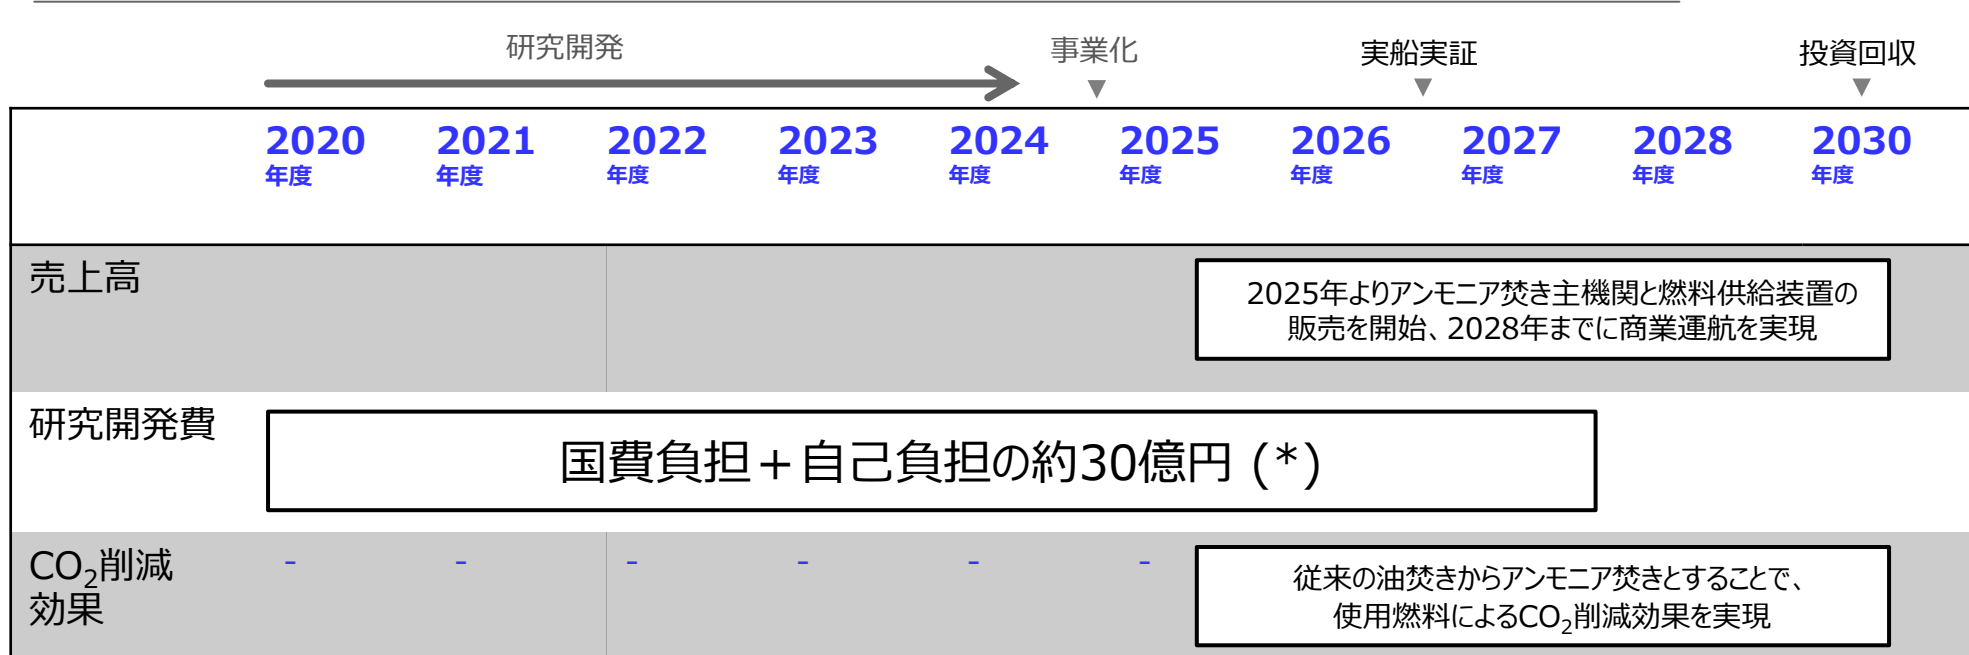 研究開発 事業化 実船実証 投資回収
▼ ▼ ▼
2020 2021 2022 2023 2024 2025 2026 2027 2028 2030
年度 年度 年度 年度 年度 年度 年度 年度 年度 年度
売上高
2025年よりアンモニア焚き主機関と燃料供給装置の
販売を開始、2028年までに商業運航を実現
研究開発費
国費負担+自己負担の約30億円 (*)
CO₂削減
効果
- - - - - -
従来の油焚きからアンモニア焚きとすることで、
使用燃料によるCO₂削減効果を実現